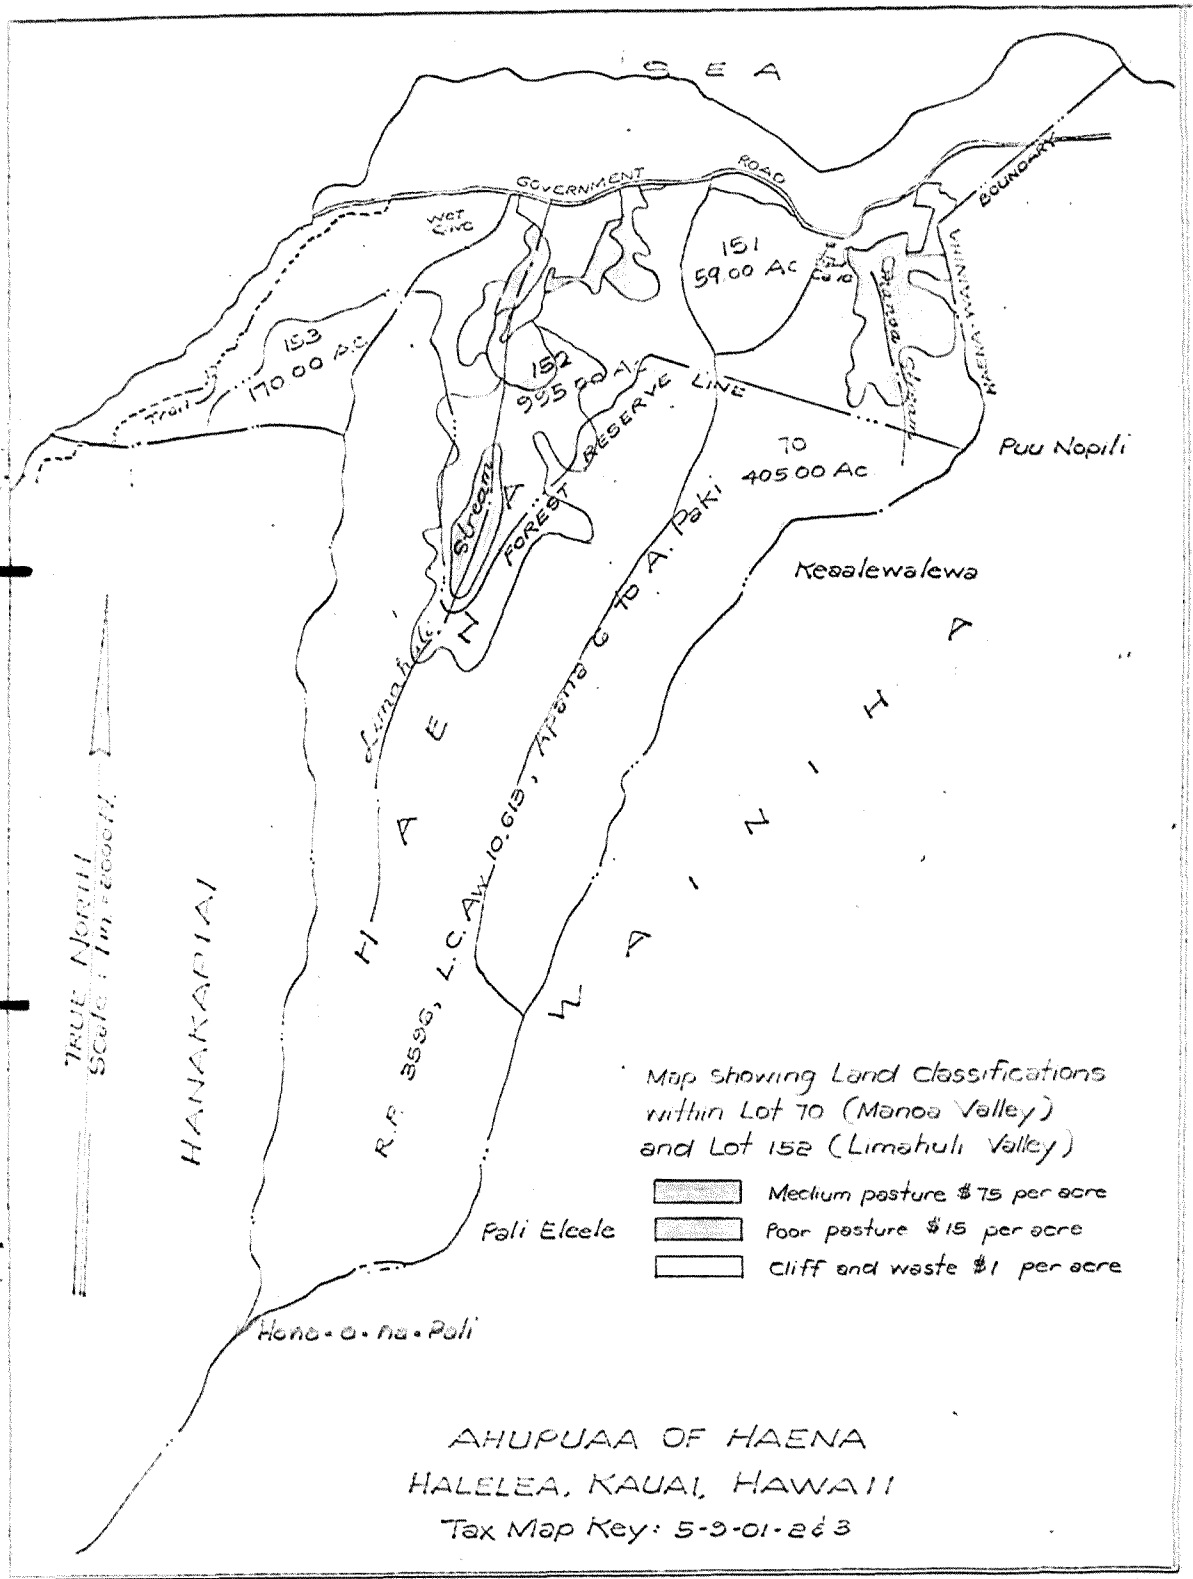 SEA
GOVERNMENT ROAD
BOUNDARY
HAENA-WAINIHA
WET
CAVE
151
59.00 Ac
Manoa Stream
153
170.00 AC
Trail
152
995.00 Ac
FOREST RESERVE LINE
70
405.00 Ac
Puu Nopili
Keaalewalewa
Limahuli Stream
HAENA
WAINIHA
HANAKAPIAI
R.P. 3596, L.C. Aw 10,613, Apana 6 TO A. Paki
TRUE NORTH
Scale: 1 in = 2000 ft.
Map showing Land Classifications
within Lot 70 (Manoa Valley)
and Lot 152 (Limahuli Valley)
Medium pasture $75 per acre
Poor pasture $15 per acre
Cliff and waste $1 per acre
Pali Eleele
Hono-o-na-Pali
AHUPUAA OF HAENA
HALELEA, KAUAI, HAWAII
Tax Map Key: 5-9-01-2&3